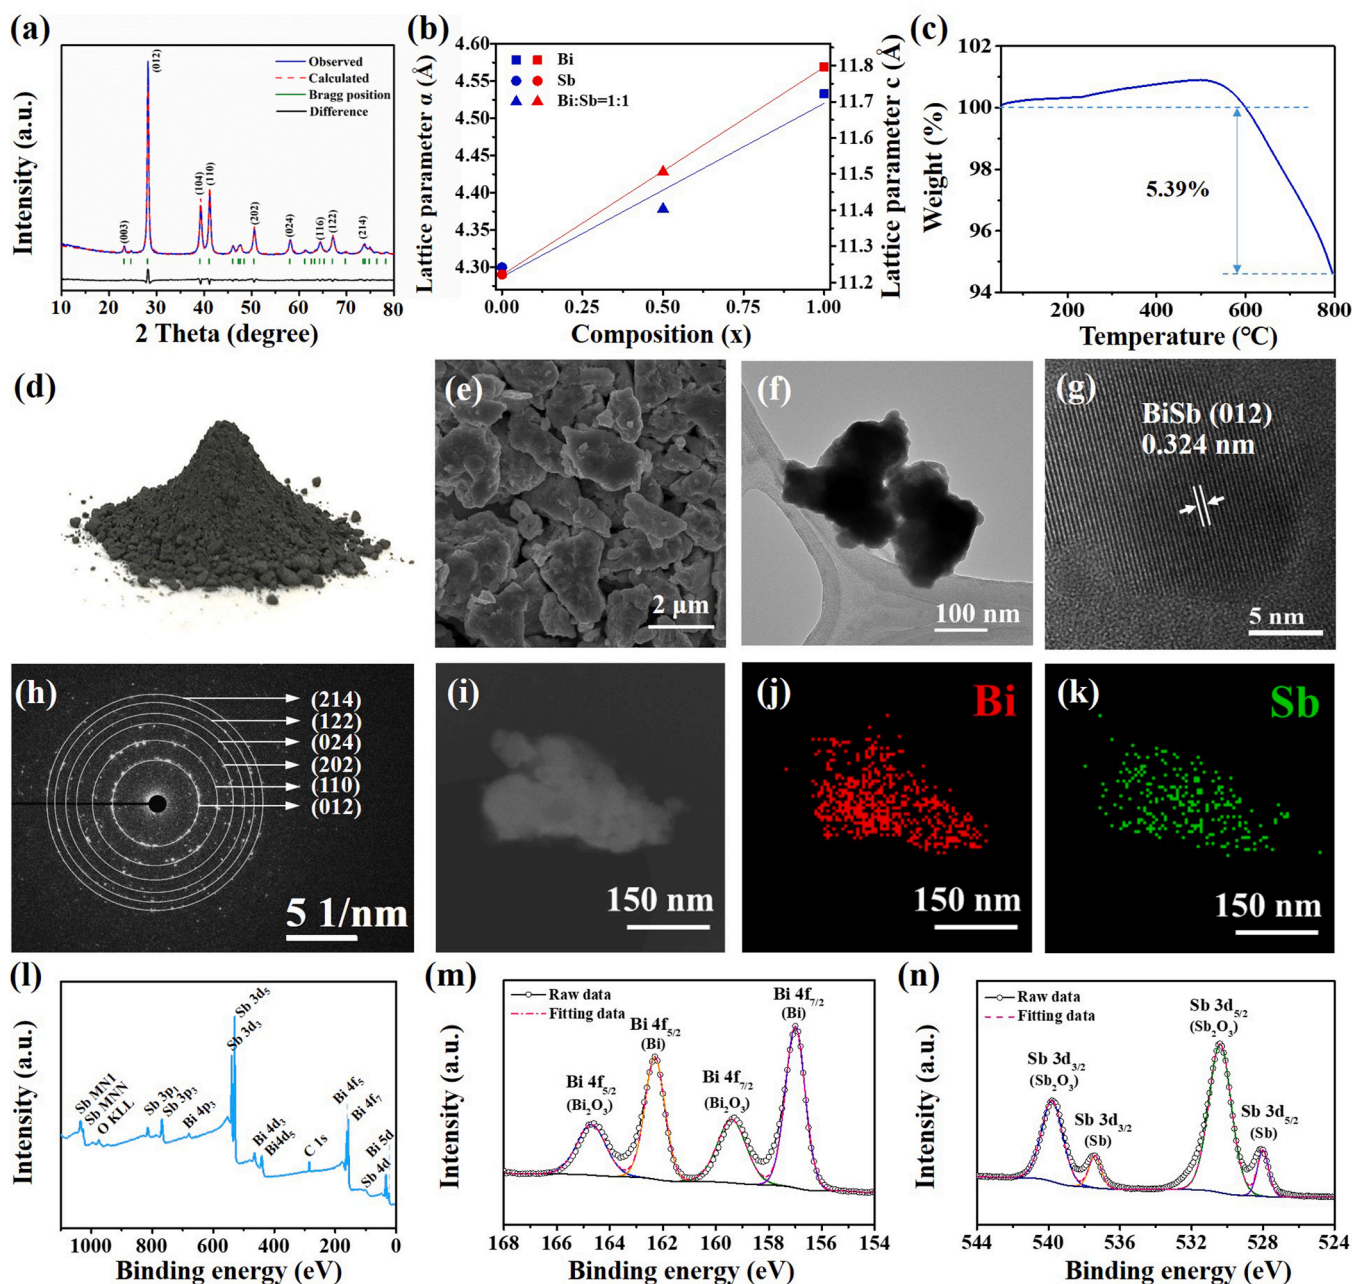 (a)
Intensity (a.u.)
(003)
(012)
(104)
(110)
(202)
(024)
(116)
(122)
(214)
Observed
Calculated
Bragg position
Difference
10 20 30 40 50 60 70 80
2 Theta (degree)
(b)
Lattice parameter α (Å)
4.60
4.55
4.50
4.45
4.40
4.35
4.30
Bi
Sb
Bi:Sb=1:1
11.8
11.7
11.6
11.5
11.4
11.3
11.2
Lattice parameter c (Å)
0.00 0.25 0.50 0.75 1.00
Composition (x)
(c)
Weight (%)
102
100
98
96
94
5.39%
200 400 600 800
Temperature (°C)
(d)
(e)
2 μm
(f)
100 nm
(g)
BiSb (012)
0.324 nm
5 nm
(h)
(214)
(122)
(024)
(202)
(110)
(012)
5 1/nm
(i)
150 nm
(j)
Bi
150 nm
(k)
Sb
150 nm
(l)
Intensity (a.u.)
Sb MN1
Sb MNN
O KLL
Sb 3p₁
Sb 3p₃
Bi 4p₃
Sb 3d₃
Sb 3d₅
Bi 4d₃
Bi4d₅
C 1s
Bi 4f₅
Bi 4f₇
Bi 5d
Sb 4d
1000 800 600 400 200 0
Binding energy (eV)
(m)
Intensity (a.u.)
Raw data
Fitting data
Bi 4f₅/₂
(Bi₂O₃)
Bi 4f₅/₂
(Bi)
Bi 4f₇/₂
(Bi₂O₃)
Bi 4f₇/₂
(Bi)
168 166 164 162 160 158 156 154
Binding energy (eV)
(n)
Intensity (a.u.)
Raw data
Fitting data
Sb 3d₃/₂
(Sb₂O₃)
Sb 3d₃/₂
(Sb)
Sb 3d₅/₂
(Sb₂O₃)
Sb 3d₅/₂
(Sb)
544 540 536 532 528 524
Binding energy (eV)